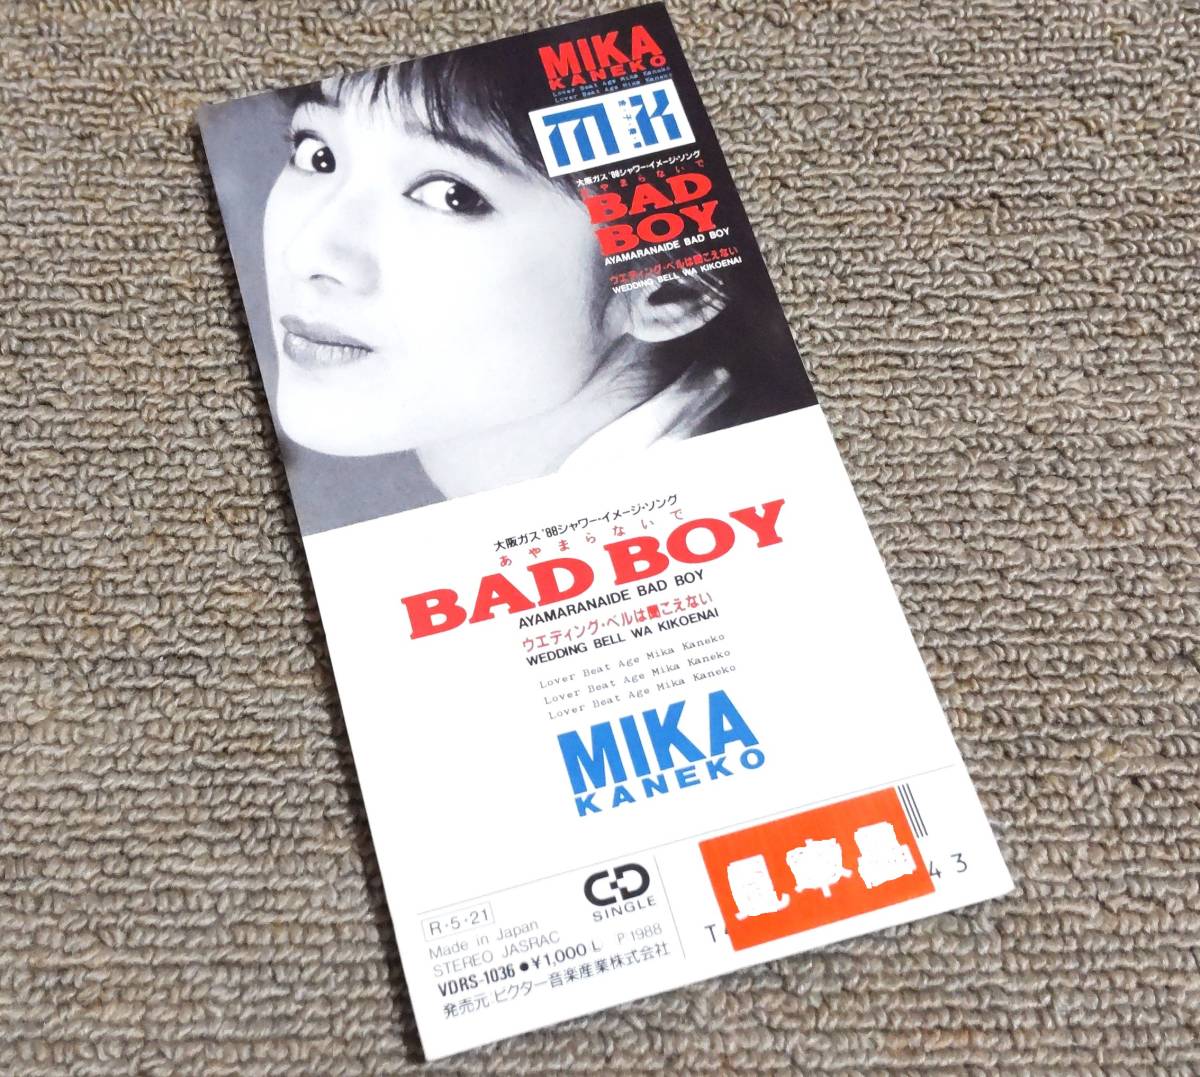 MIKA
KANEKO
Lover Beat Age Mika Kaneko
Lover Beat Age Mika Kaneko
mk
大阪ガス '88シャワー・イメージ・ソング
あやまらないで
BAD
BOY
AYAMARANAIDE BAD BOY
ウエディング・ベルは聞こえない
WEDDING BELL WA KIKOENAI
大阪ガス '88シャワー・イメージ・ソング
あやまらないで
BAD BOY
AYAMARANAIDE BAD BOY
ウエディング・ベルは聞こえない
WEDDING BELL WA KIKOENAI
Lover Beat Age Mika Kaneko
Lover Beat Age Mika Kaneko
Lover Beat Age Mika Kaneko
MIKA
KANEKO
CD
SINGLE
R・5・21
Made in Japan
STEREO JASRAC
VDRS-1036 ● ¥1,000 L P 1988
発売元:ビクター音楽産業株式会社
見本品
T4
43